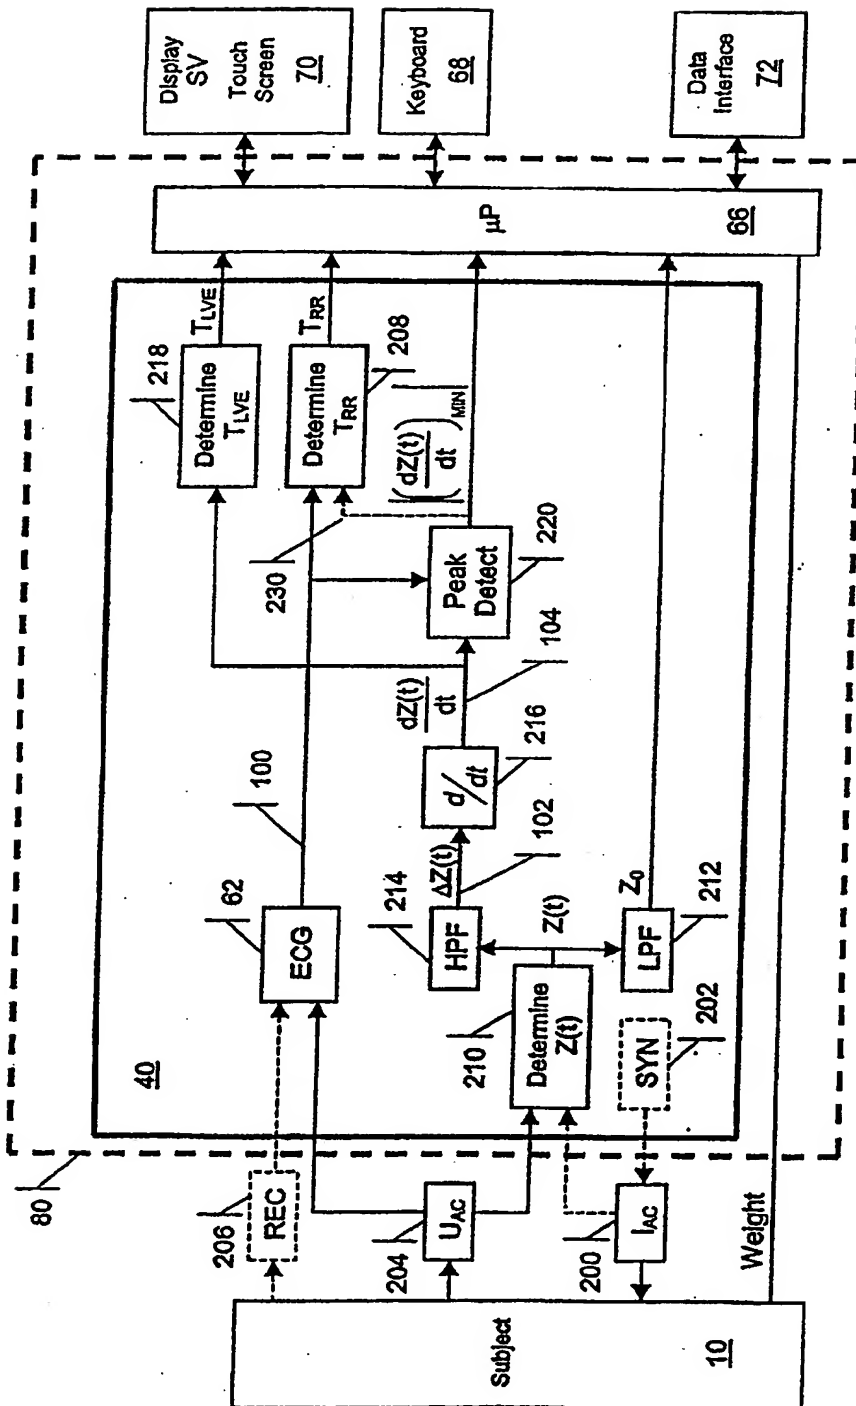 Subject
10
REC
206
U_AC
204
I_AC
200
Weight
80
40
ECG
62
100
Determine
Z(t)
210
SYN
202
HPF
214
Z(t)
LPF
212
Z_0
ΔZ(t)
102
d/dt
216
dZ(t)
dt
104
Peak
Detect
220
230
|(dZ(t)
dt)_MIN|
Determine
T_LVE
218
T_LVE
Determine
T_RR
208
T_RR
μP
66
Display
SV
Touch
Screen
70
Keyboard
68
Data
Interface
72